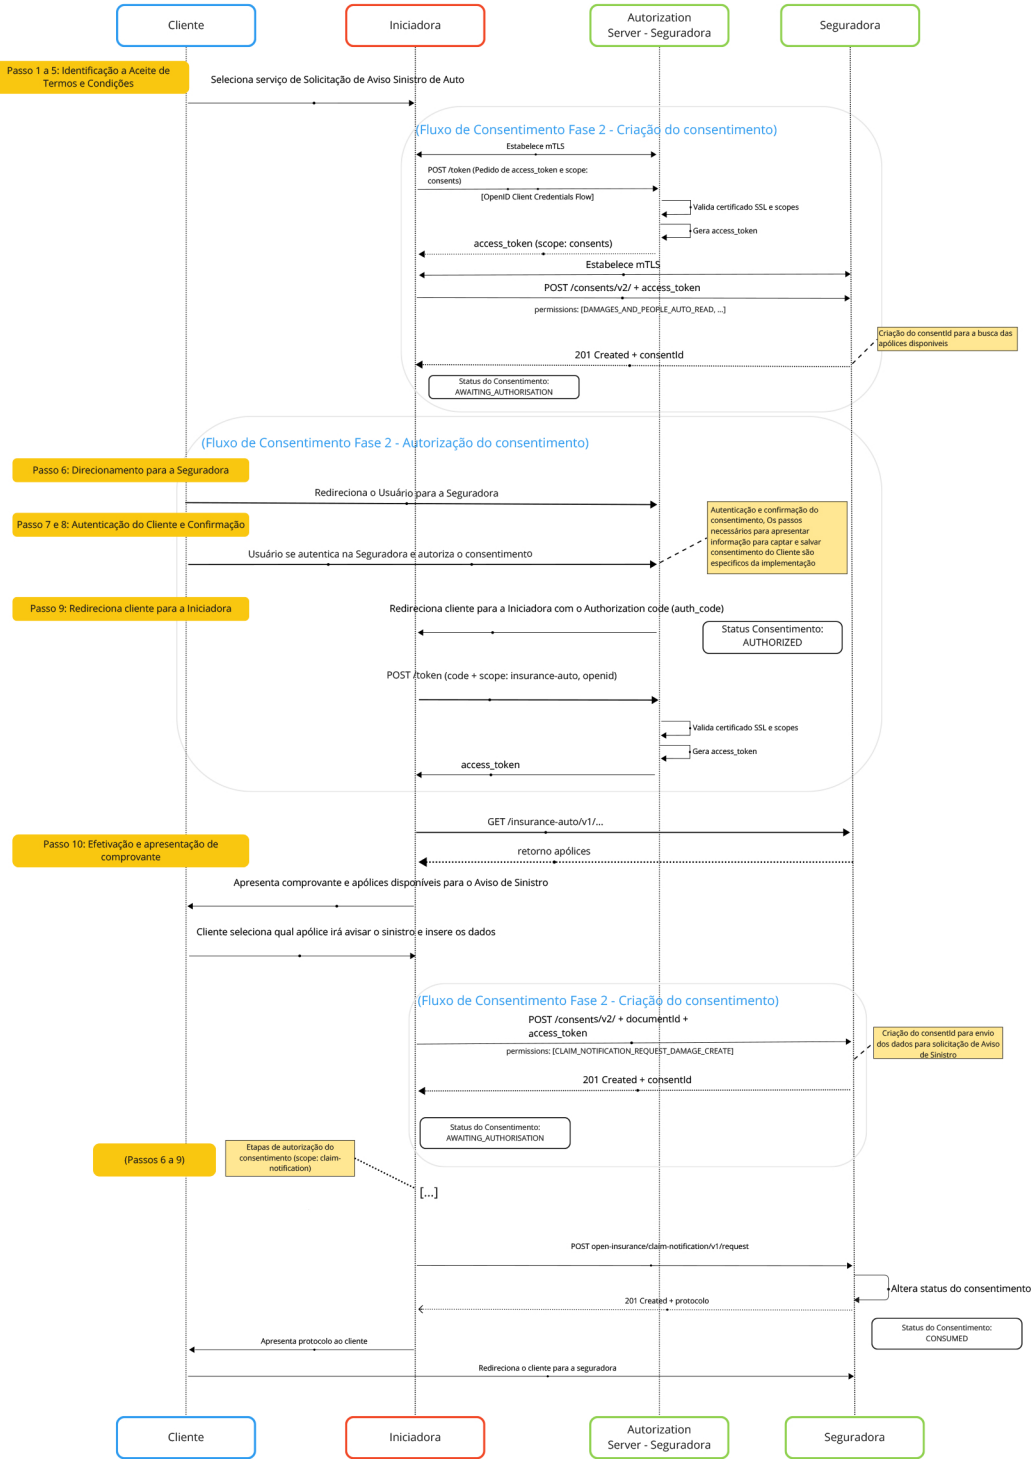 Cliente
Iniciadora
Autorization
Server - Seguradora
Seguradora
Passo 1 a 5: Identificação a Aceite de
Termos e Condições
Seleciona serviço de Solicitação de Aviso Sinistro de Auto
(Fluxo de Consentimento Fase 2 - Criação do consentimento)
Estabelece mTLS
POST /token (Pedido de access_token e scope:
consents)
[OpenID Client Credentials Flow]
Valida certificado SSL e scopes
Gera access_token
access_token (scope: consents)
Estabelece mTLS
POST /consents/v2/ + access_token
permissions: [DAMAGES_AND_PEOPLE_AUTO_READ, ...]
Criação do consentId para a busca das
apólices disponiveis
201 Created + consentId
Status do Consentimento:
AWAITING_AUTHORISATION
(Fluxo de Consentimento Fase 2 - Autorização do consentimento)
Passo 6: Direcionamento para a Seguradora
Redireciona o Usuário para a Seguradora
Passo 7 e 8: Autenticação do Cliente e Confirmação
Autenticação e confirmação do
consentimento, Os passos
necessários para apresentar
informação para captar e salvar
consentimento do Cliente são
especificos da implementação
Usuário se autentica na Seguradora e autoriza o consentimento
Passo 9: Redireciona cliente para a Iniciadora
Redireciona cliente para a Iniciadora com o Authorization code (auth_code)
Status Consentimento:
AUTHORIZED
POST /token (code + scope: insurance-auto, openid)
Valida certificado SSL e scopes
Gera access_token
access_token
GET /insurance-auto/v1/...
Passo 10: Efetivação e apresentação de
comprovante
retorno apólices
Apresenta comprovante e apólices disponíveis para o Aviso de Sinistro
Cliente seleciona qual apólice irá avisar o sinistro e insere os dados
(Fluxo de Consentimento Fase 2 - Criação do consentimento)
POST /consents/v2/ + documentId +
access_token
permissions: [CLAIM_NOTIFICATION_REQUEST_DAMAGE_CREATE]
Criação do consentId para envio
dos dados para solicitação de Aviso
de Sinistro
201 Created + consentId
Status do Consentimento:
AWAITING_AUTHORISATION
(Passos 6 a 9)
Etapas de autorização do
consentimento (scope: claim-
notification)
[...]
POST open-insurance/claim-notification/v1/request
Altera status do consentimento
201 Created + protocolo
Status do Consentimento:
CONSUMED
Apresenta protocolo ao cliente
Redireciona o cliente para a seguradora
Cliente
Iniciadora
Autorization
Server - Seguradora
Seguradora